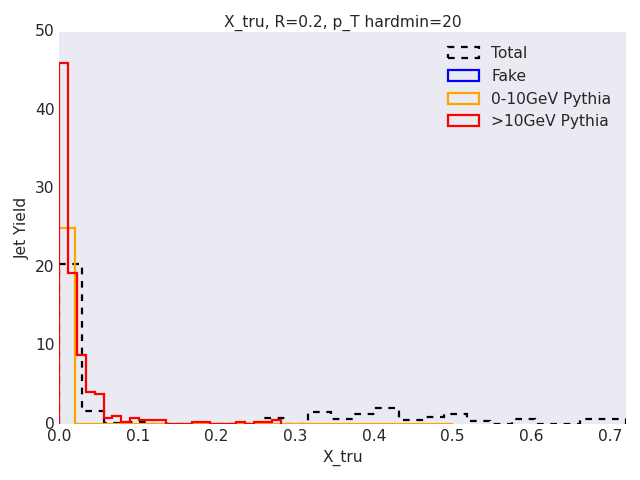 X_tru, R=0.2, p_T hardmin=20
50
40
30
20
10
0
Jet Yield
Total
Fake
0-10GeV Pythia
>10GeV Pythia
0.0 0.1 0.2 0.3 0.4 0.5 0.6 0.7
X_tru